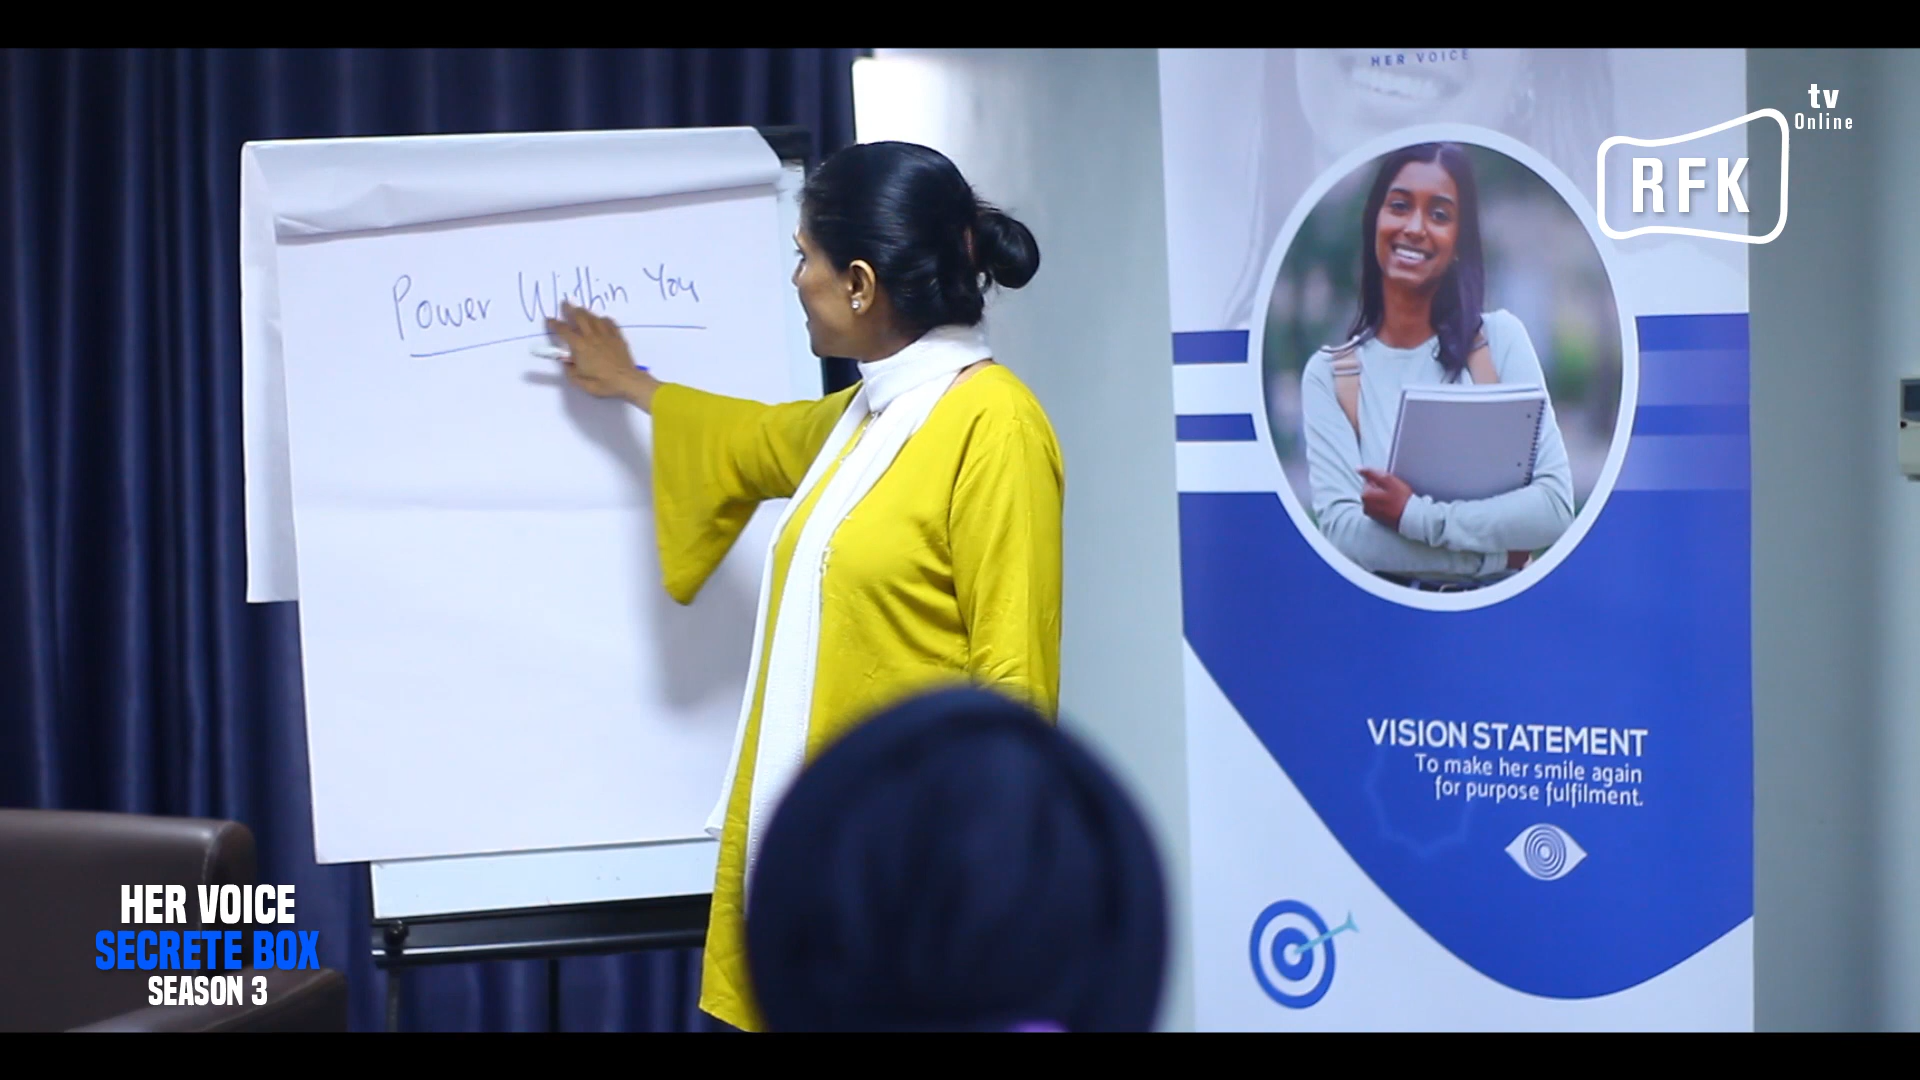 HER VOICE
tv
Online
RFK
Power Within You
VISION STATEMENT
To make her smile again
for purpose fulfilment.
HER VOICE
SECRETE BOX
SEASON 3